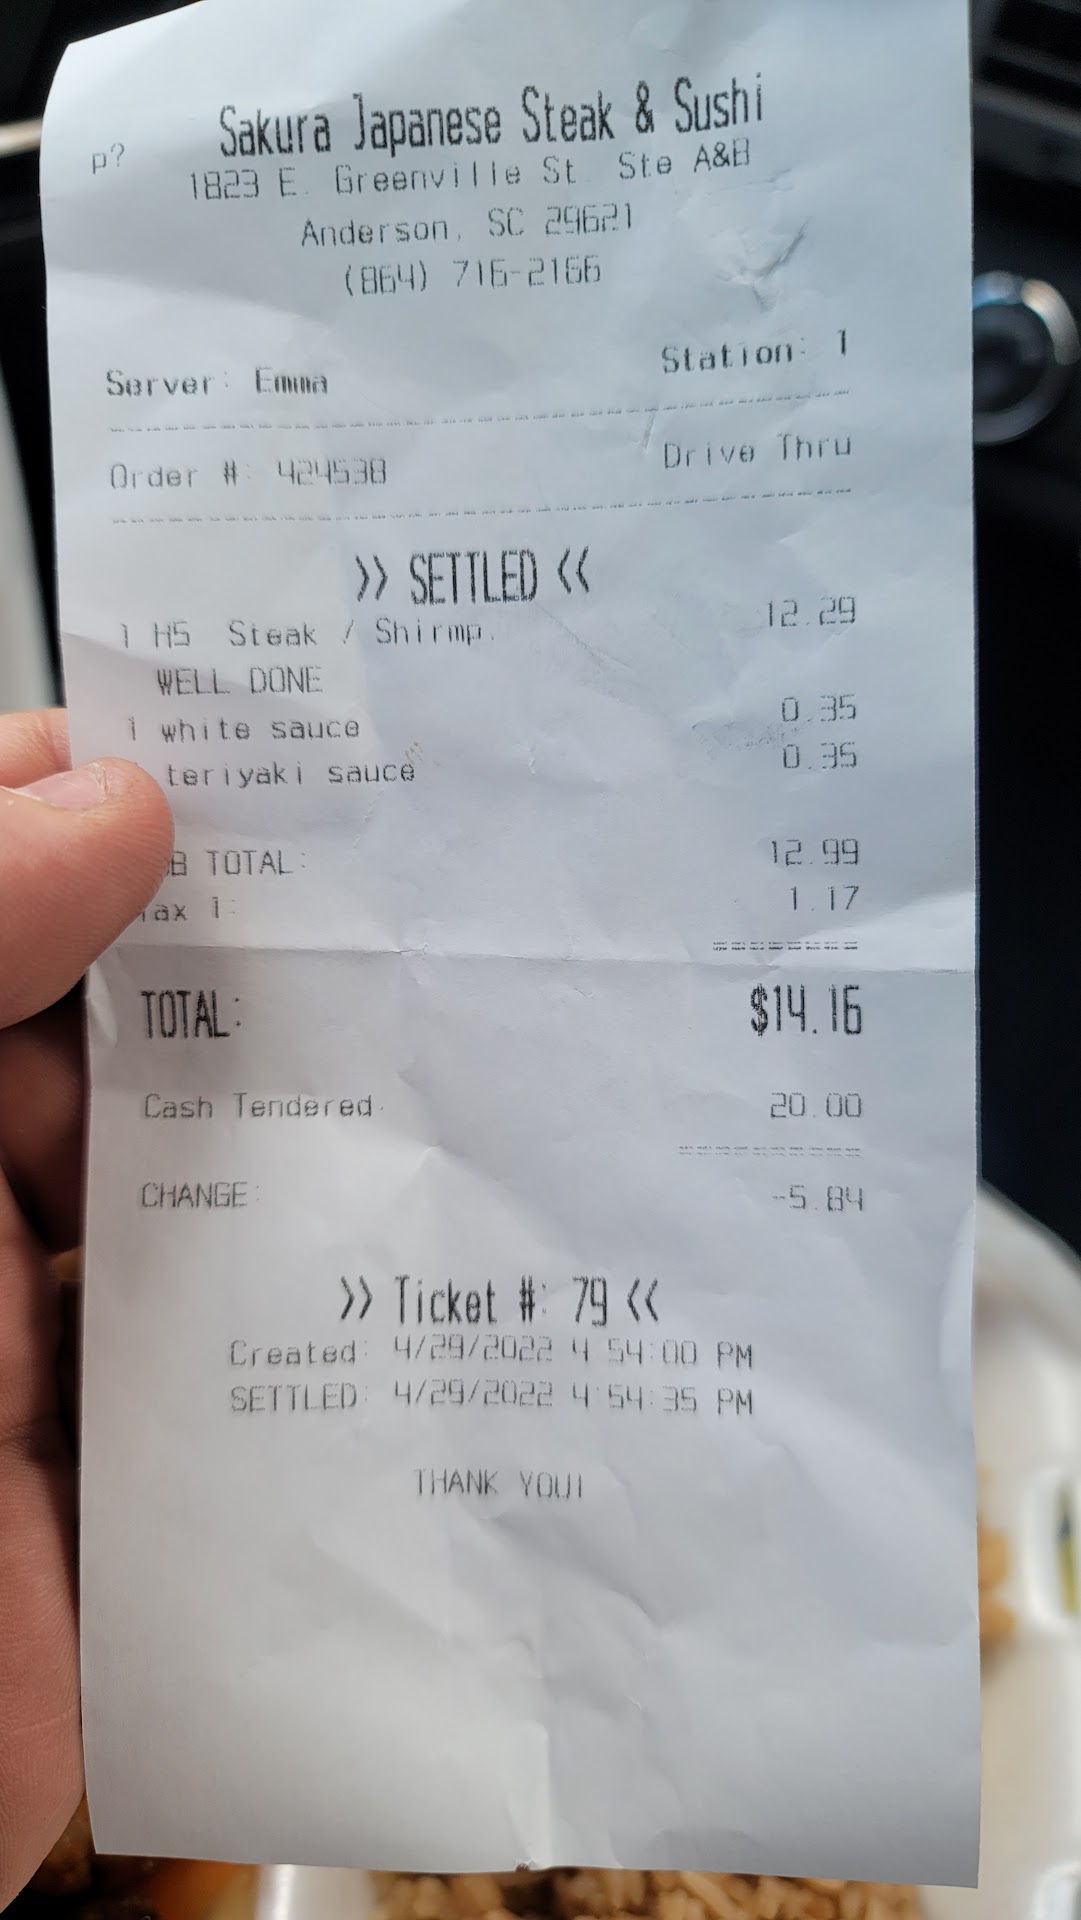 Sakura Japanese Steak & Sushi
p?
1823 E. Greenville St. Ste A&B
Anderson, SC 29621
(864) 716-2166
Server: Emma Station: 1
Order #: 424538 Drive Thru
>> SETTLED <<
1 H5 Steak / Shirmp. 12.29
WELL DONE
1 white sauce 0.35
teriyaki sauce 0.35
B TOTAL: 12.99
Tax 1: 1.17
TOTAL: $14.16
Cash Tendered: 20.00
CHANGE: -5.84
>> Ticket #: 79 <<
Created: 4/29/2022 4:54:00 PM
SETTLED: 4/29/2022 4:54:35 PM
THANK YOU!